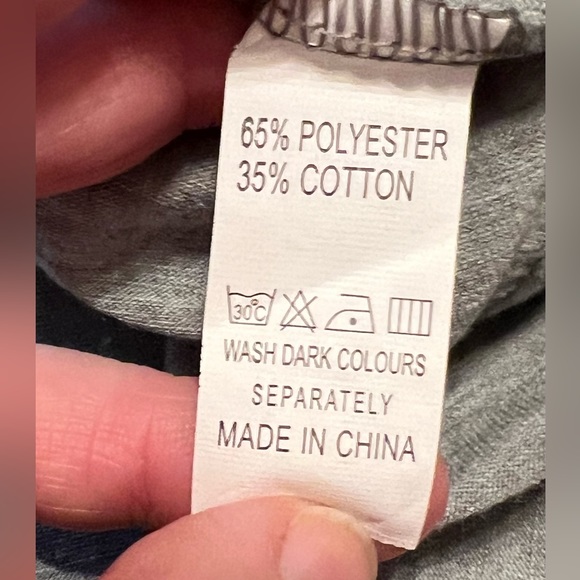 65% POLYESTER
35% COTTON
30°C
WASH DARK COLOURS
SEPARATELY
MADE IN CHINA